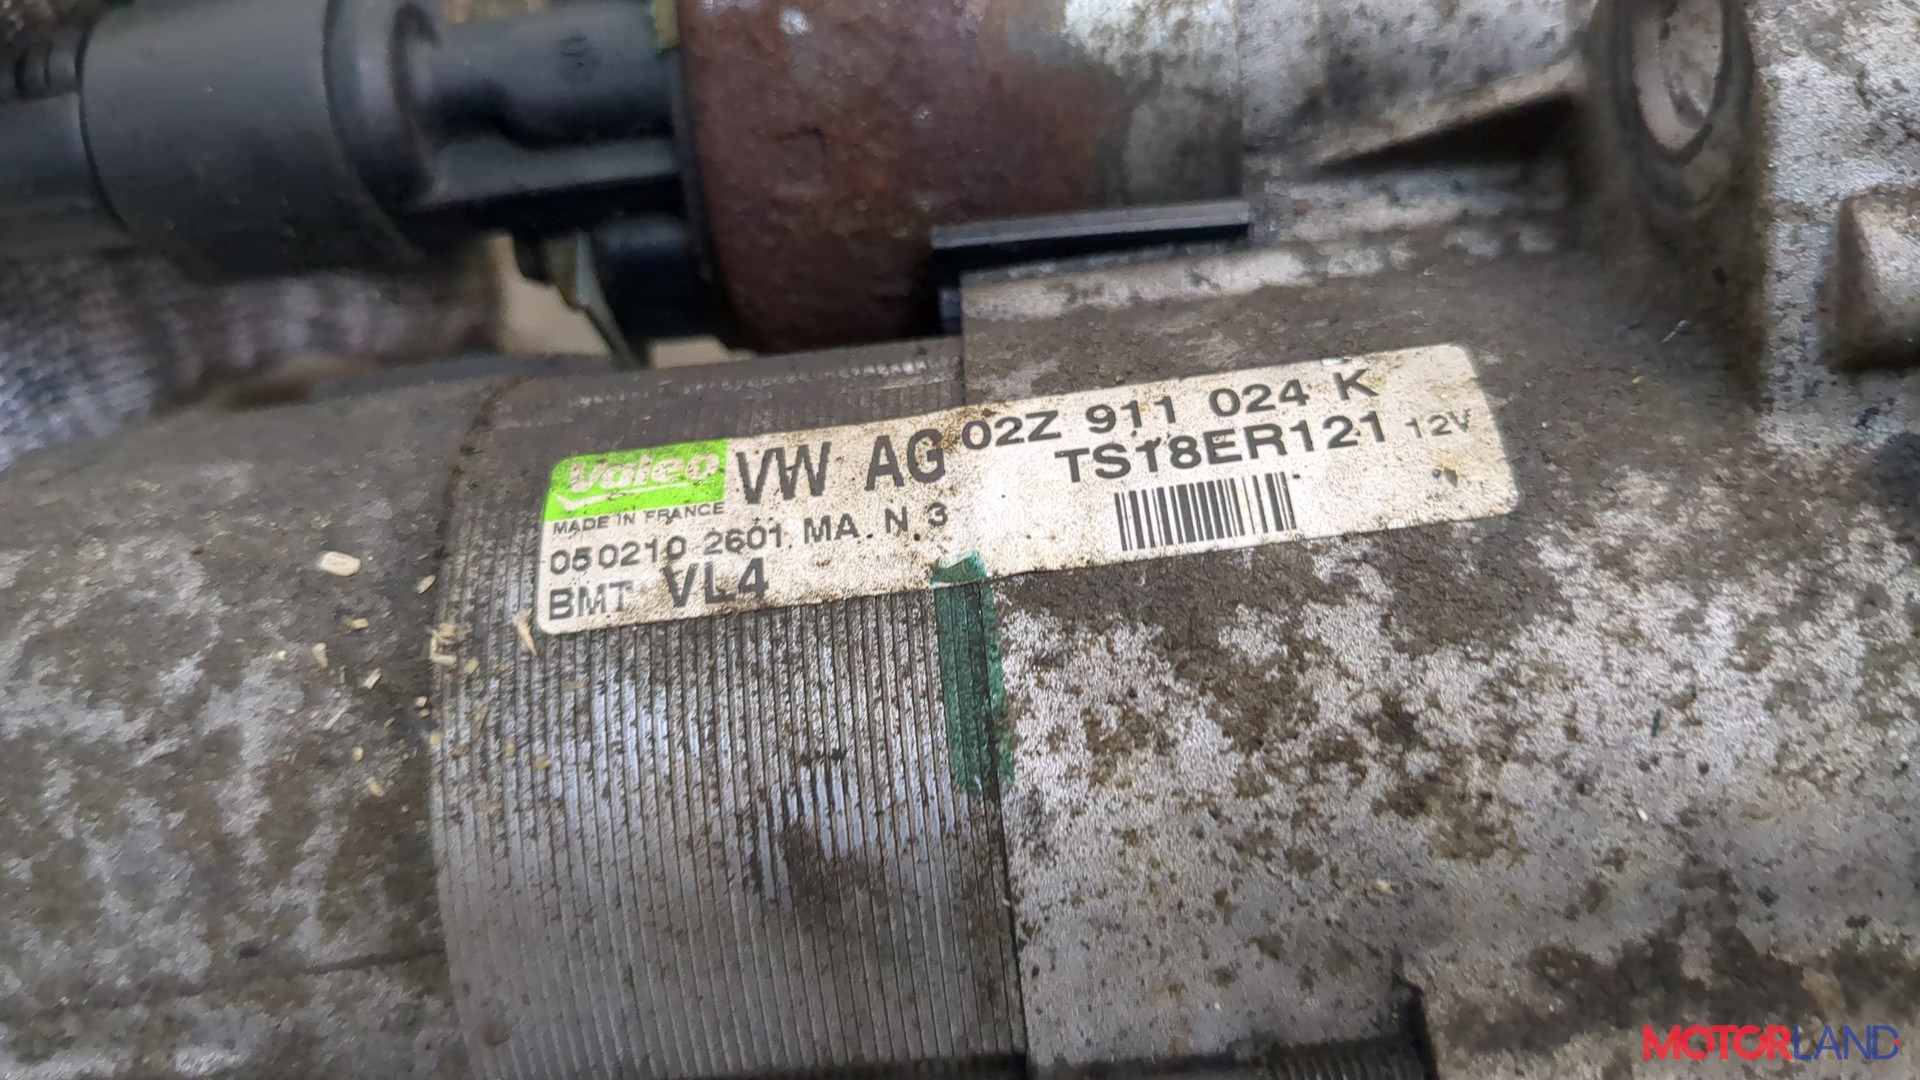 Valeo VW AG 02Z 911 024 K
MADE IN FRANCE TS18ER121 12V
050210 2601 MA N 3
BMT VL4
MOTORLAND